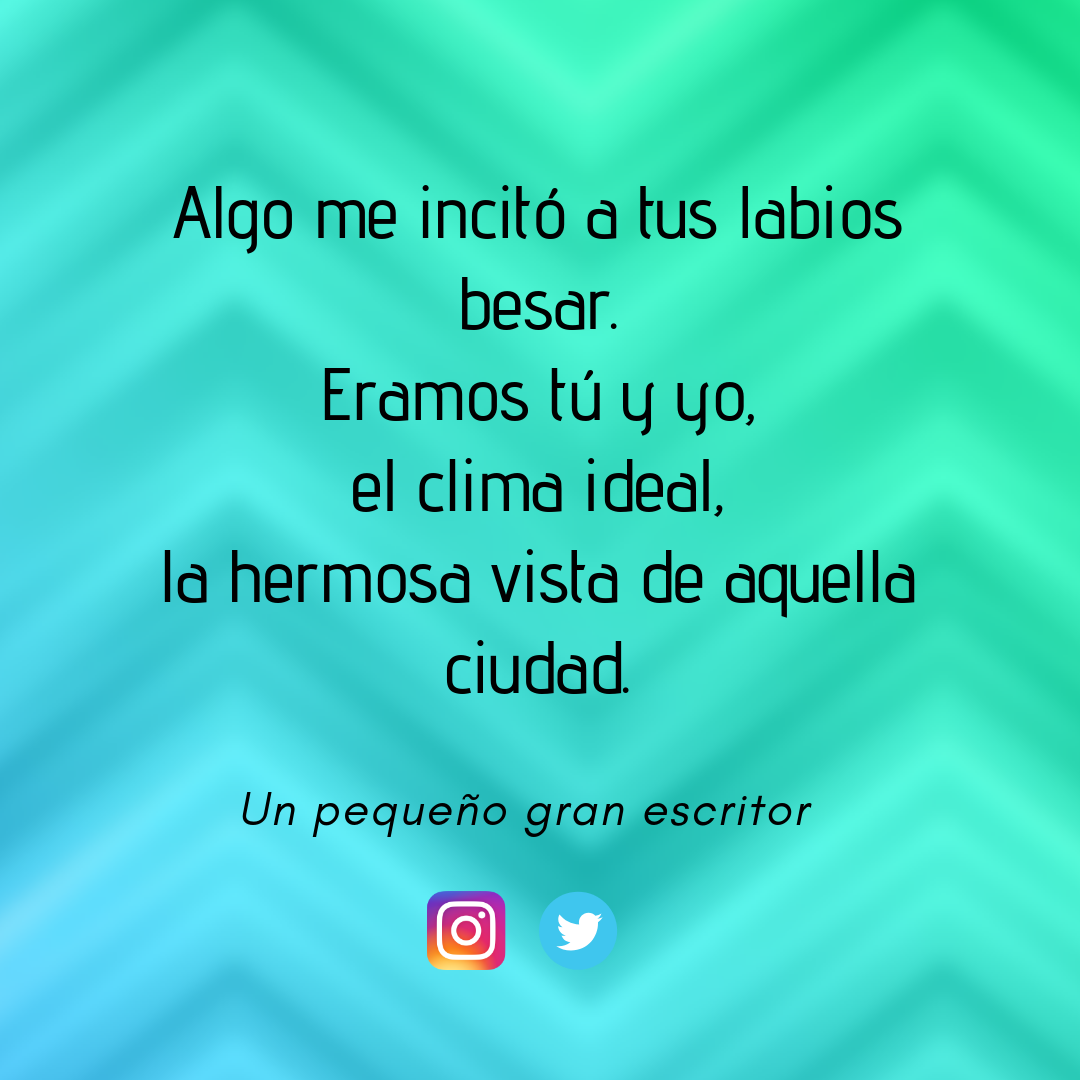 Algo me incitó a tus labios
besar.
Eramos tú y yo,
el clima ideal,
la hermosa vista de aquella
ciudad.
Un pequeño gran escritor